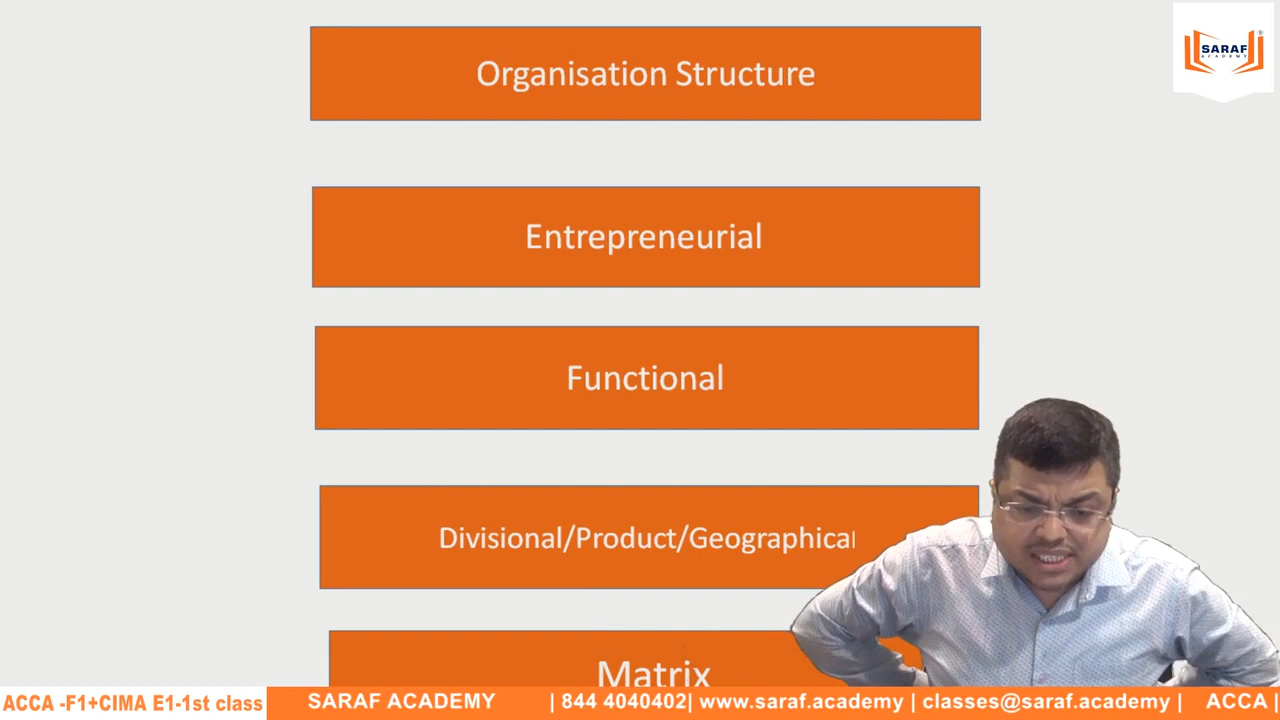 Organisation Structure
SARAF
ACADEMY
Entrepreneurial
Functional
Divisional/Product/Geographical
Matrix
ACCA -F1+CIMA E1-1st class
SARAF ACADEMY | 844 4040402| www.saraf.academy | classes@saraf.academy | ACCA |